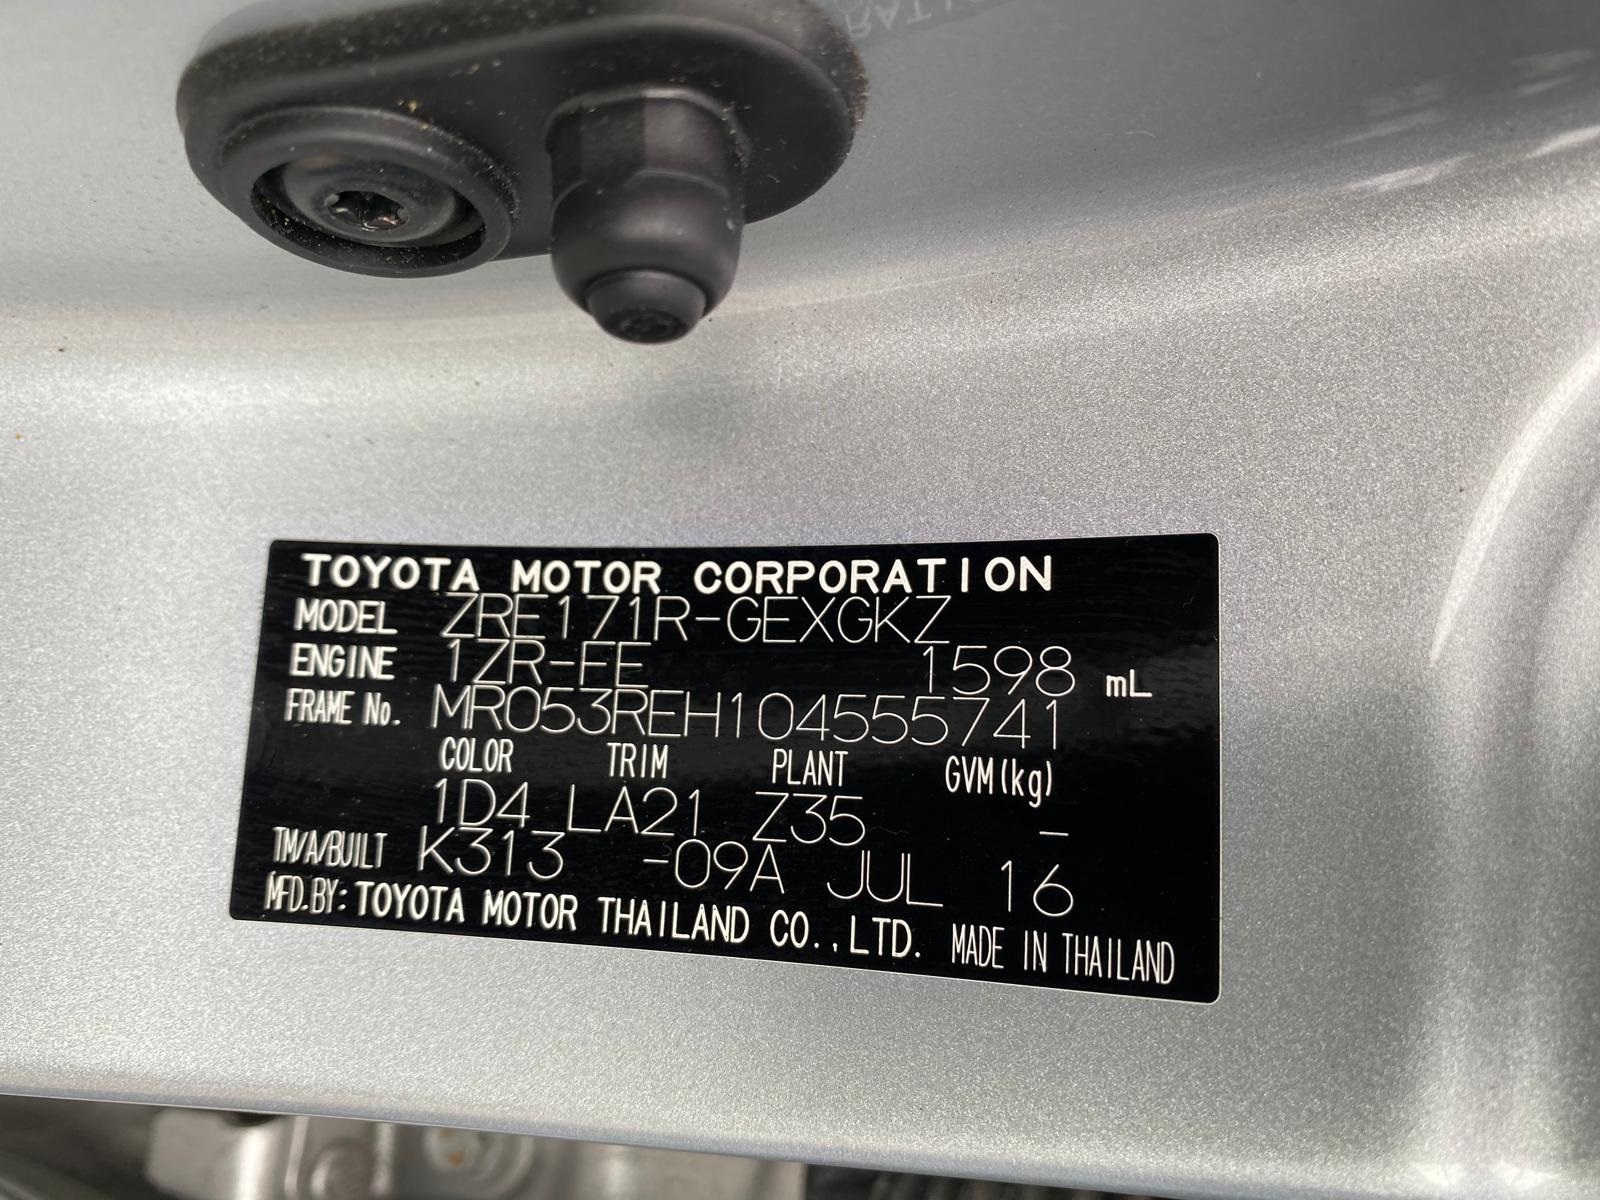 TOYOTA MOTOR CORPORATION
MODEL ZRE171R-GEXGKZ
ENGINE 1ZR-FE 1598 mL
FRAME No. MR053REH104555741
COLOR TRIM PLANT GVM(kg)
1D4 LA21 Z35 -
TM/A/BUILT K313 -09A JUL 16
MFD.BY: TOYOTA MOTOR THAILAND CO.,LTD. MADE IN THAILAND